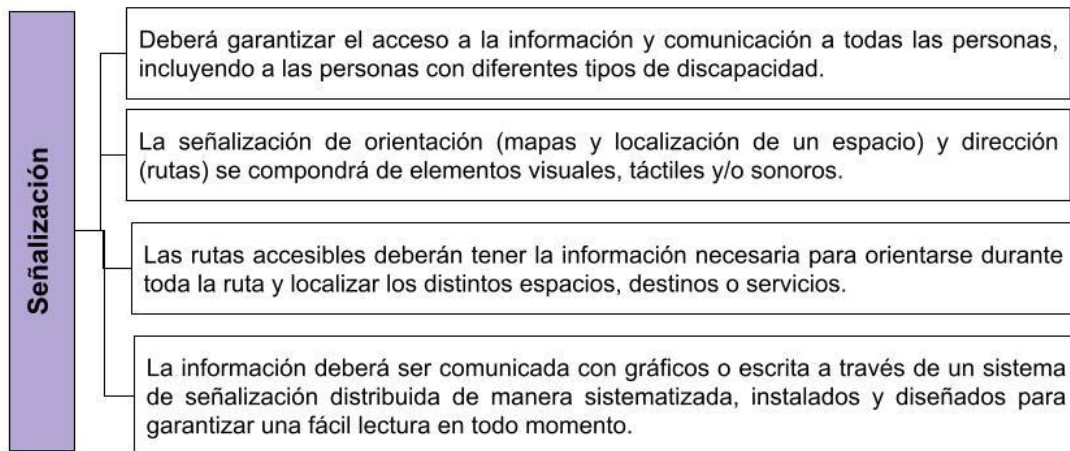 Señalización
Deberá garantizar el acceso a la información y comunicación a todas las personas,
incluyendo a las personas con diferentes tipos de discapacidad.
La señalización de orientación (mapas y localización de un espacio) y dirección
(rutas) se compondrá de elementos visuales, táctiles y/o sonoros.
Las rutas accesibles deberán tener la información necesaria para orientarse durante
toda la ruta y localizar los distintos espacios, destinos o servicios.
La información deberá ser comunicada con gráficos o escrita a través de un sistema
de señalización distribuida de manera sistematizada, instalados y diseñados para
garantizar una fácil lectura en todo momento.